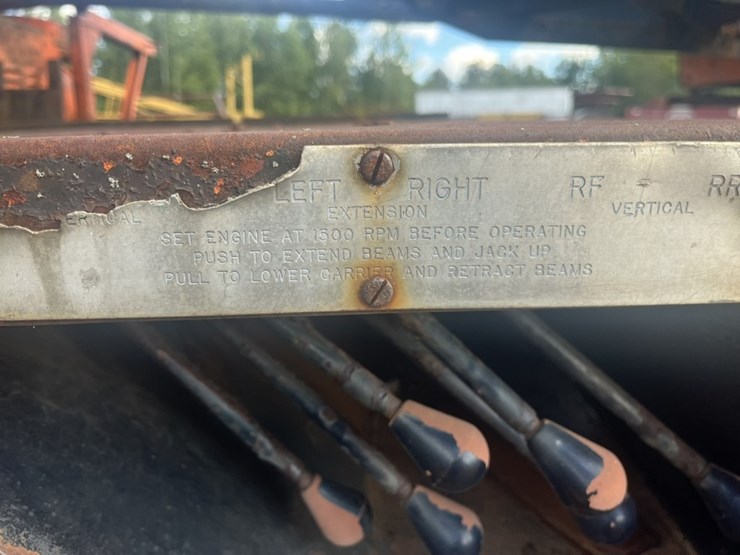 LEFT RIGHT RF RR
ERTICAL EXTENSION VERTICAL
SET ENGINE AT 1500 RPM BEFORE OPERATING
PUSH TO EXTEND BEAMS AND JACK UP
PULL TO LOWER CARRIER AND RETRACT BEAMS